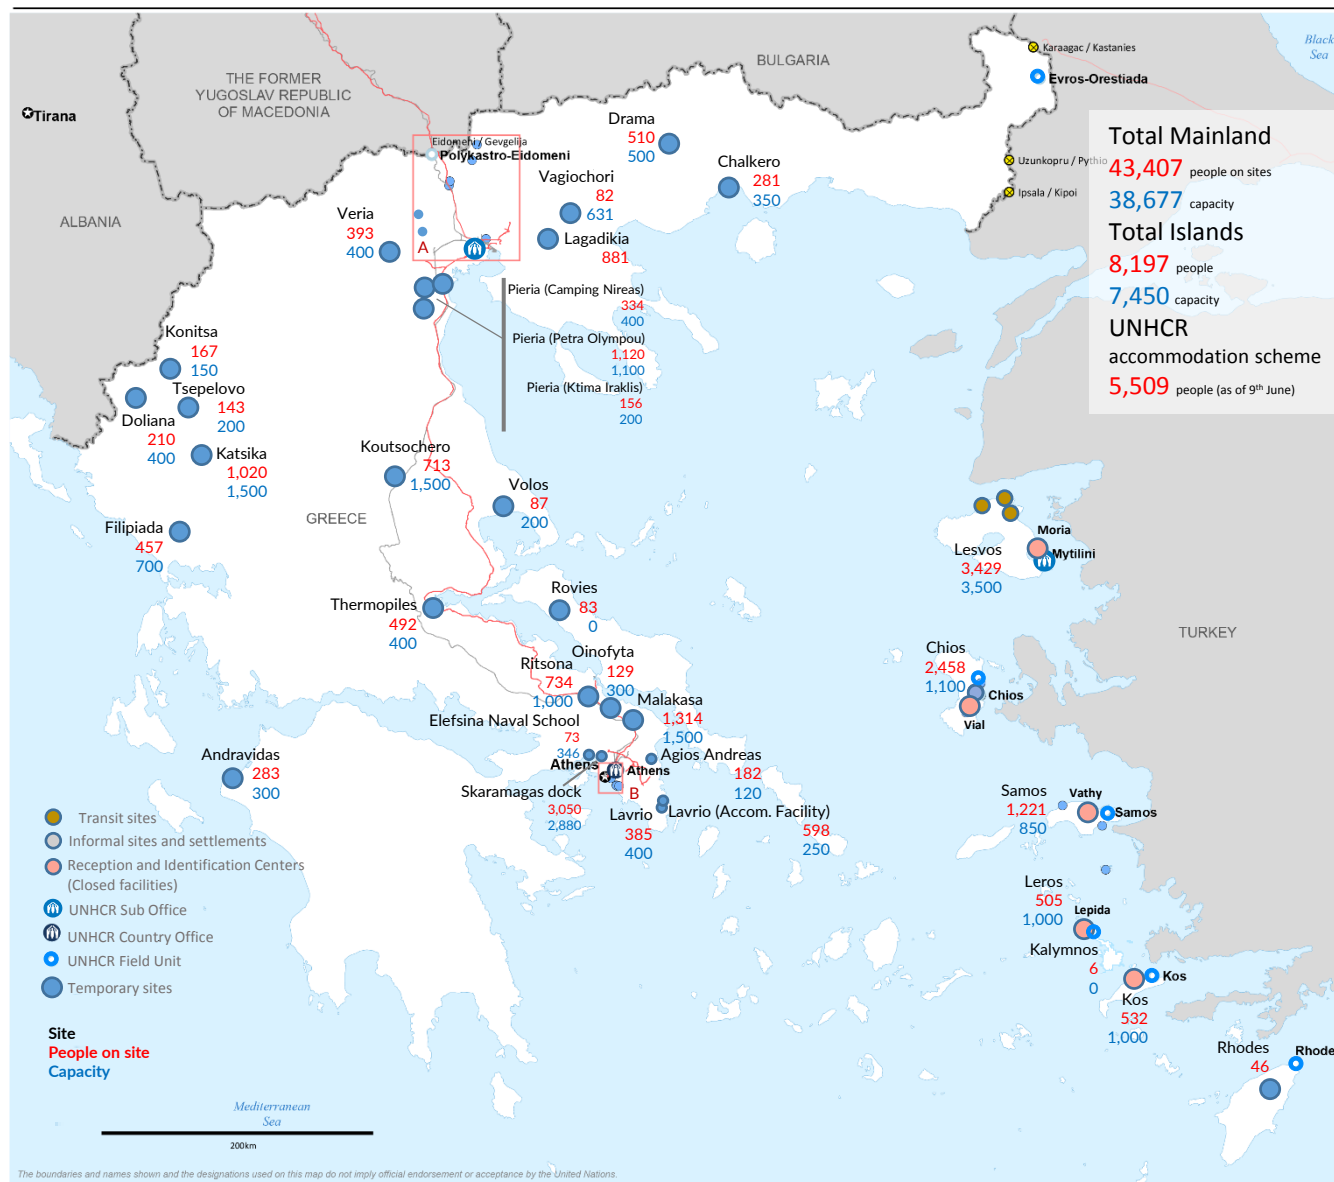 Black
Sea
Karaagac / Kastanies
BULGARIA
Evros-Orestiada
THE FORMER
YUGOSLAV REPUBLIC
OF MACEDONIA
Tirana
Drama
510
500
Total Mainland
43,407 people on sites
38,677 capacity
Total Islands
8,197 people
7,450 capacity
UNHCR
accommodation scheme
5,509 people (as of 9th June)
Eidomeni / Gevgelija
Polykastro-Eidomeni
Uzunkopru / Pythio
Ipsala / Kipoi
Chalkero
281
350
Vagiochori
82
631
ALBANIA
Veria
393
400
A
Lagadikia
881
Pieria (Camping Nireas)
334
400
Pieria (Petra Olympou)
1,120
1,100
Pieria (Ktima Iraklis)
156
200
Konitsa
167
150
Tsepelovo
143
200
Doliana
210
400
Katsika
1,020
1,500
Koutsochero
713
1,500
Volos
87
200
GREECE
Filipiada
457
700
Moria
Mytilini
Lesvos
3,429
3,500
Thermopiles
492
400
Rovies
83
0
TURKEY
Oinofyta
129
300
Ritsona
734
1,000
Chios
2,458
1,100
Chios
Vial
Malakasa
1,314
1,500
Elefsina Naval School
73
346
Athens
Athens
Agios Andreas
182
120
Andravidas
283
300
Skaramagas dock
3,050
2,880
B
Lavrio
385
400
Lavrio (Accom. Facility)
598
250
Samos
1,221
850
Vathy
Samos
Leros
505
1,000
Lepida
Kalymnos
6
0
Kos
Kos
532
1,000
Rhodes
46
Rhode
Transit sites
Informal sites and settlements
Reception and Identification Centers
(Closed facilities)
UNHCR Sub Office
UNHCR Country Office
UNHCR Field Unit
Temporary sites
Site
People on site
Capacity
Mediterranean
Sea
200km
The boundaries and names shown and the designations used on this map do not imply official endorsement or acceptance by the United Nations.